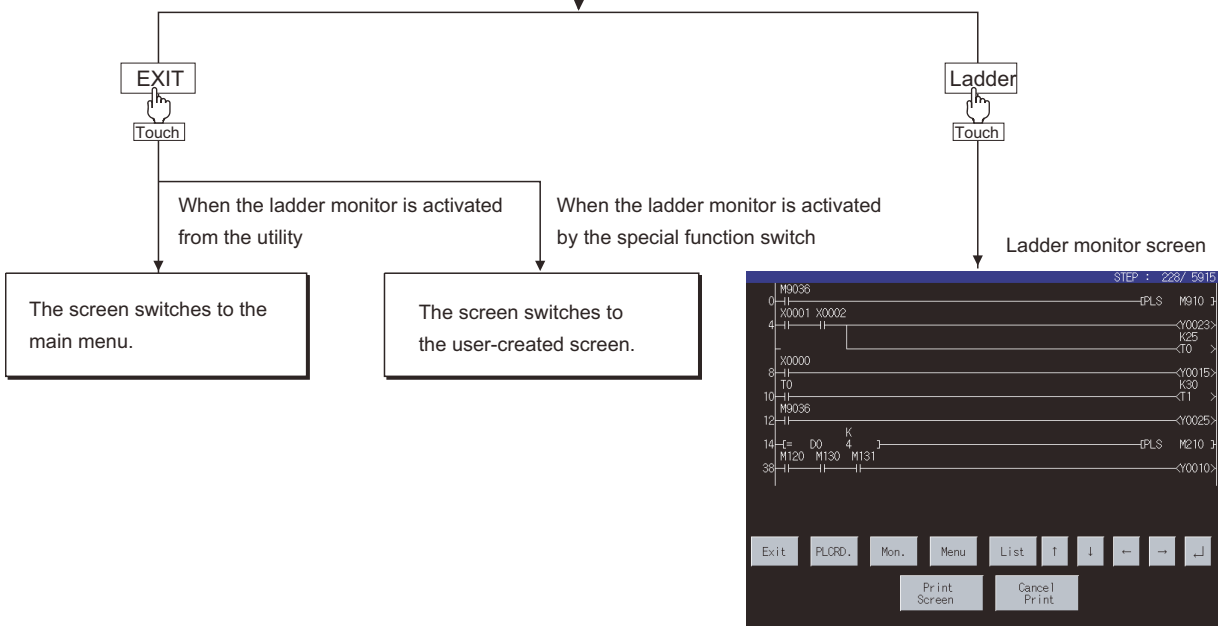 EXIT
Touch
Ladder
Touch
When the ladder monitor is activated
from the utility
When the ladder monitor is activated
by the special function switch
The screen switches to the
main menu.
The screen switches to
the user-created screen.
Ladder monitor screen
STEP : 228/ 5915
M9036
0 [PLS M910 ]
X0001 X0002
4 <Y0023>
K25
<T0 >
X0000
8 <Y0015>
T0 K30
10 <T1 >
M9036
12 <Y0025>
K
14 [= D0 4 ] [PLS M210 ]
M120 M130 M131
38 <Y0010>
Exit PLCRD. Mon. Menu List ↑ ↓ ← → ↵
Print
Screen
Cancel
Print